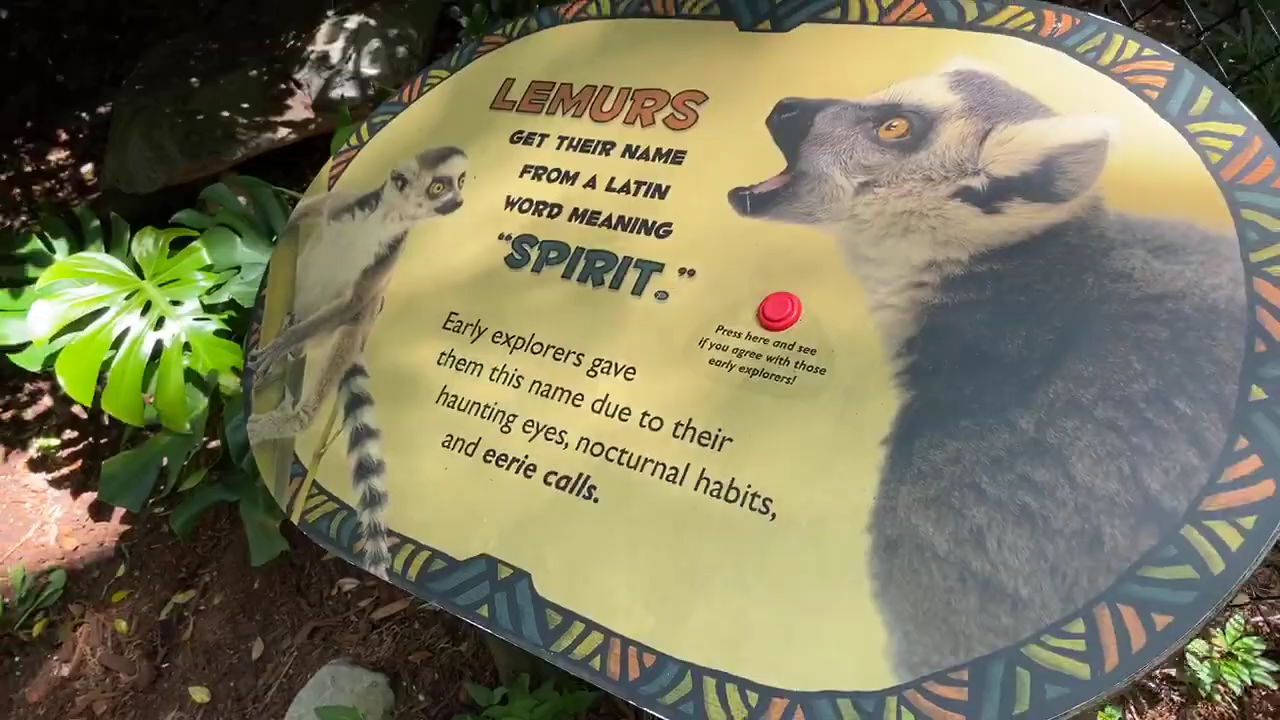 LEMURS
GET THEIR NAME
FROM A LATIN
WORD MEANING
“SPIRIT.”
Early explorers gave
them this name due to their
haunting eyes, nocturnal habits,
and eerie calls.
Press here and see
if you agree with those
early explorers!